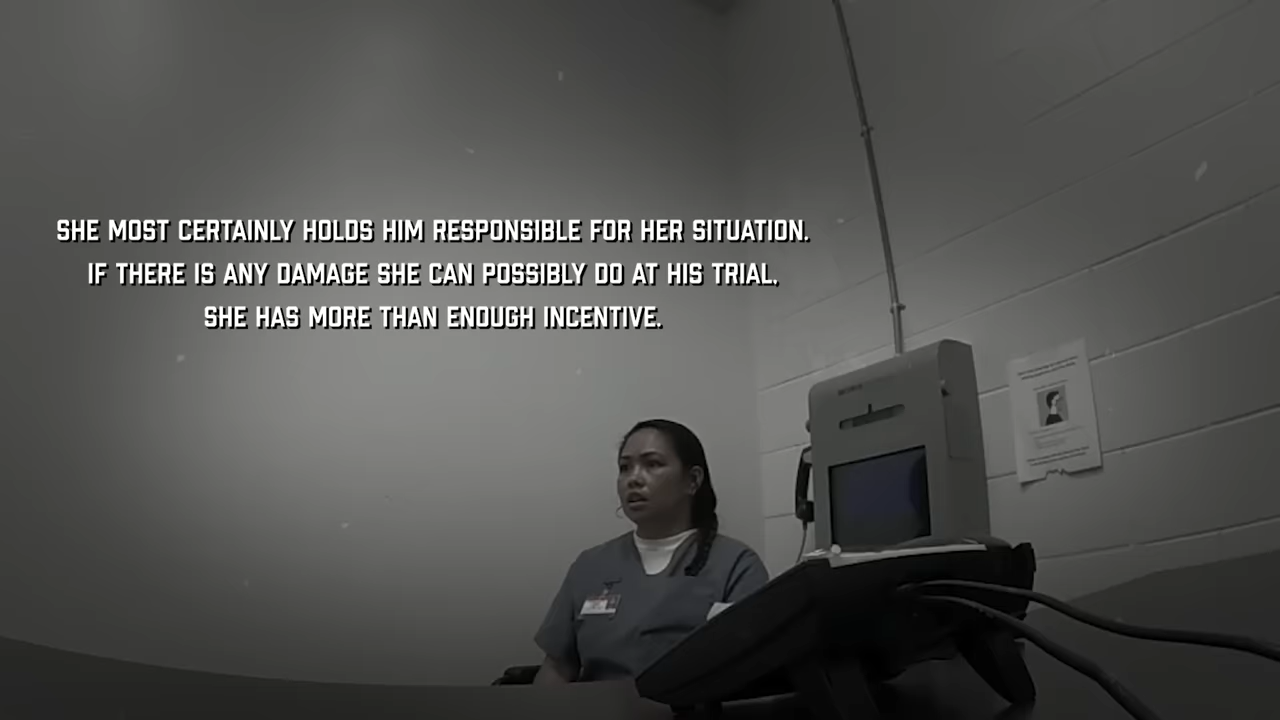 SHE MOST CERTAINLY HOLDS HIM RESPONSIBLE FOR HER SITUATION.
IF THERE IS ANY DAMAGE SHE CAN POSSIBLY DO AT HIS TRIAL,
SHE HAS MORE THAN ENOUGH INCENTIVE.